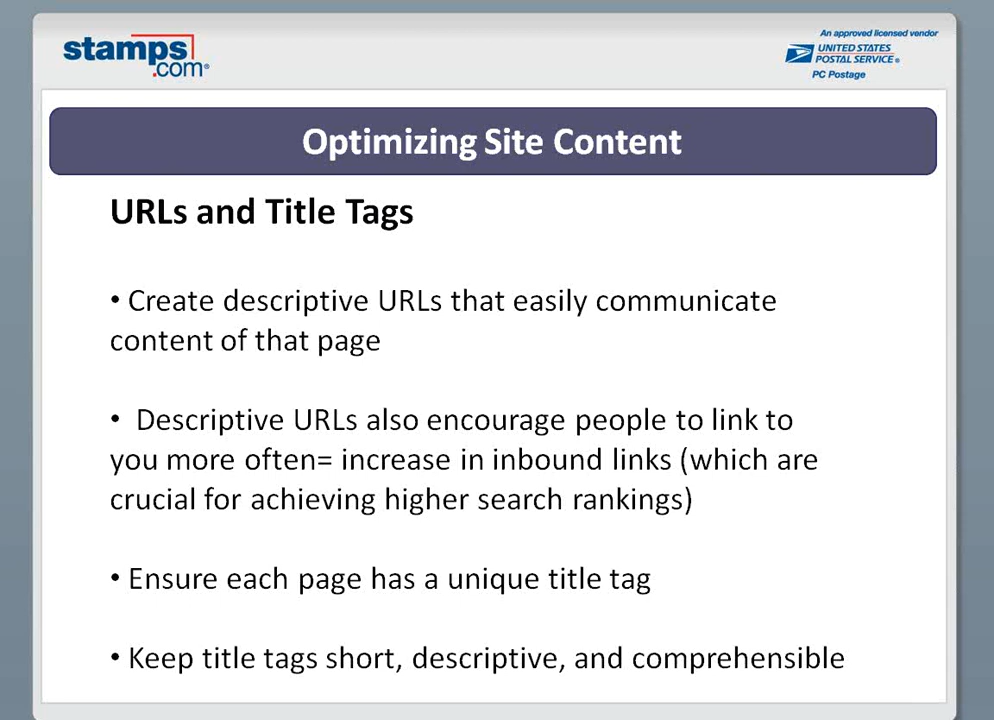 stamps
.com®
An approved licensed vendor
UNITED STATES
POSTAL SERVICE®
PC Postage
Optimizing Site Content
URLs and Title Tags
• Create descriptive URLs that easily communicate
content of that page
• Descriptive URLs also encourage people to link to
you more often= increase in inbound links (which are
crucial for achieving higher search rankings)
• Ensure each page has a unique title tag
• Keep title tags short, descriptive, and comprehensible